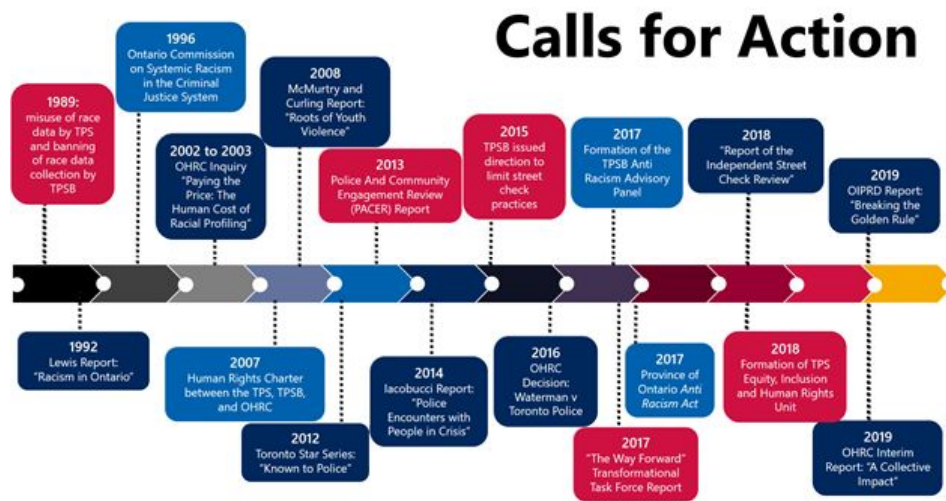 Calls for Action
1989:
misuse of race
data by TPS
and banning
of race data
collection by
TPSB
1996
Ontario Commission
on Systemic Racism
in the Criminal
Justice System
2002 to 2003
OHRC Inquiry
"Paying the
Price: The
Human Cost of
Racial Profiling"
2008
McMurtry and
Curling Report:
"Roots of Youth
Violence"
2013
Police And Community
Engagement Review
(PACER) Report
2015
TPSB issued
direction to
limit street
check
practices
2017
Formation of the
TPSB Anti
Racism Advisory
Panel
2018
"Report of the
Independent Street
Check Review"
2019
OIPRD Report:
"Breaking the
Golden Rule"
1992
Lewis Report:
"Racism in Ontario"
2007
Human Rights Charter
between the TPS, TPSB,
and OHRC
2012
Toronto Star Series:
"Known to Police"
2014
Iacobucci Report:
"Police
Encounters with
People in Crisis"
2016
OHRC
Decision:
Waterman v
Toronto Police
2017
"The Way Forward"
Transformational
Task Force Report
2017
Province of
Ontario Anti
Racism Act
2018
Formation of TPS
Equity, Inclusion
and Human Rights
Unit
2019
OHRC Interim
Report: "A Collective
Impact"